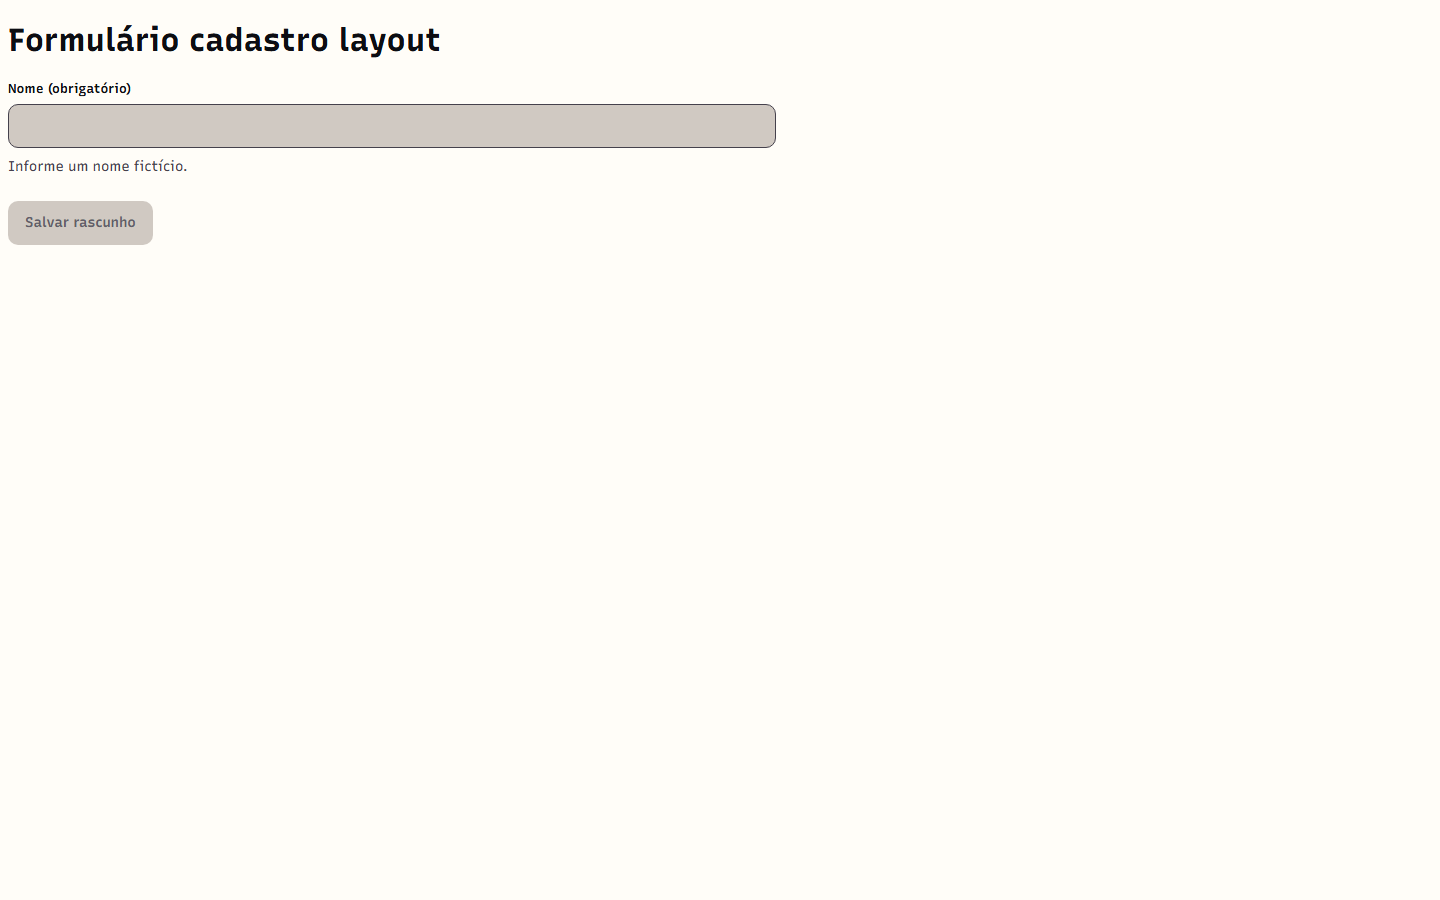 Formulário cadastro layout
Nome (obrigatório)
Informe um nome fictício.
Salvar rascunho